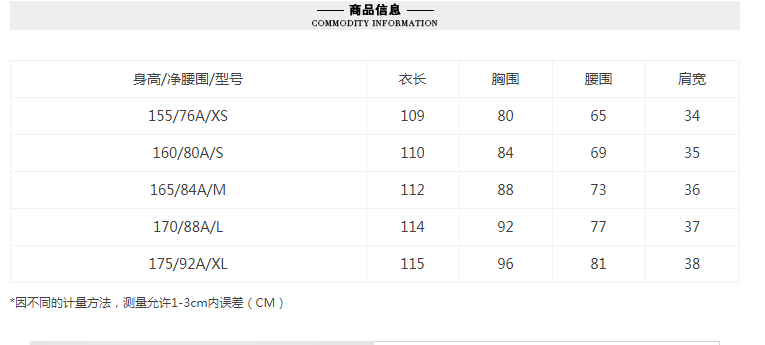 商品信息
COMMODITY INFORMATION
身高/净腰围/型号 衣长 胸围 腰围 肩宽
155/76A/XS 109 80 65 34
160/80A/S 110 84 69 35
165/84A/M 112 88 73 36
170/88A/L 114 92 77 37
175/92A/XL 115 96 81 38
*因不同的计量方法，测量允许1-3cm内误差（CM）